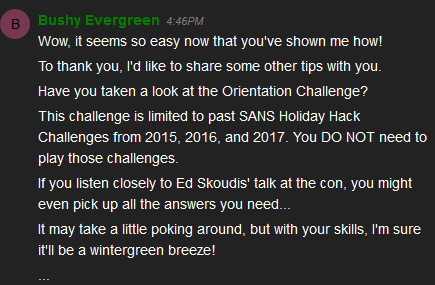 B
Bushy Evergreen 4:46PM
Wow, it seems so easy now that you've shown me how!
To thank you, I'd like to share some other tips with you.
Have you taken a look at the Orientation Challenge?
This challenge is limited to past SANS Holiday Hack
Challenges from 2015, 2016, and 2017. You DO NOT need to
play those challenges.
If you listen closely to Ed Skoudis' talk at the con, you might
even pick up all the answers you need...
It may take a little poking around, but with your skills, I'm sure
it'll be a wintergreen breeze!
...